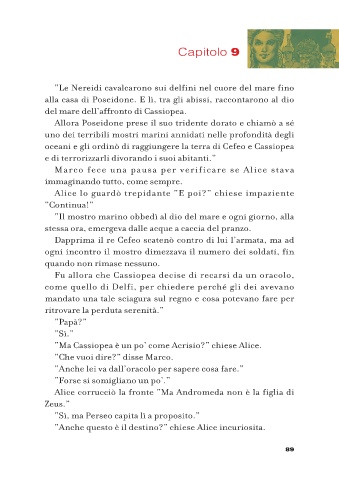 Capitolo 9
"Le Nereidi cavalcarono sui delfini nel cuore del mare fino
alla casa di Poseidone. E lì, tra gli abissi, raccontarono al dio
del mare dell'affronto di Cassiopea.
Allora Poseidone prese il suo tridente dorato e chiamò a sé
uno dei terribili mostri marini annidati nelle profondità degli
oceani e gli ordinò di raggiungere la terra di Cefeo e Cassiopea
e di terrorizzarli divorando i suoi abitanti."
Marco fece una pausa per verificare se Alice stava
immaginando tutto, come sempre.
Alice lo guardò trepidante "E poi?" chiese impaziente
"Continua!"
"Il mostro marino obbedì al dio del mare e ogni giorno, alla
stessa ora, emergeva dalle acque a caccia del pranzo.
Dapprima il re Cefeo scatenò contro di lui l'armata, ma ad
ogni incontro il mostro dimezzava il numero dei soldati, fin
quando non rimase nessuno.
Fu allora che Cassiopea decise di recarsi da un oracolo,
come quello di Delfi, per chiedere perché gli dei avevano
mandato una tale sciagura sul regno e cosa potevano fare per
ritrovare la perduta serenità."
"Papà?"
"Sì."
"Ma Cassiopea è un po' come Acrisio?" chiese Alice.
"Che vuoi dire?" disse Marco.
"Anche lei va dall'oracolo per sapere cosa fare."
"Forse si somigliano un po'."
Alice corrucciò la fronte "Ma Andromeda non è la figlia di
Zeus."
"Sì, ma Perseo capita lì a proposito."
"Anche questo è il destino?" chiese Alice incuriosita.
89